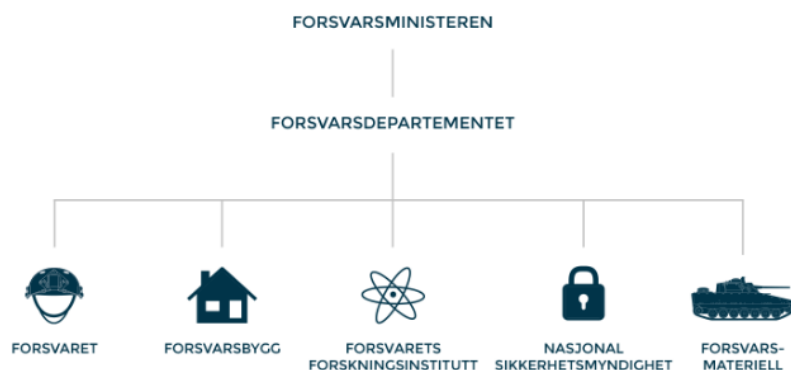 FORSVARSMINISTEREN
FORSVARSDEPARTEMENTET
FORSVARET
FORSVARSBYGG
FORSVARETS
FORSKNINGSINSTITUTT
NASJONAL
SIKKERHETSMYNDIGHET
FORSVARS-
MATERIELL